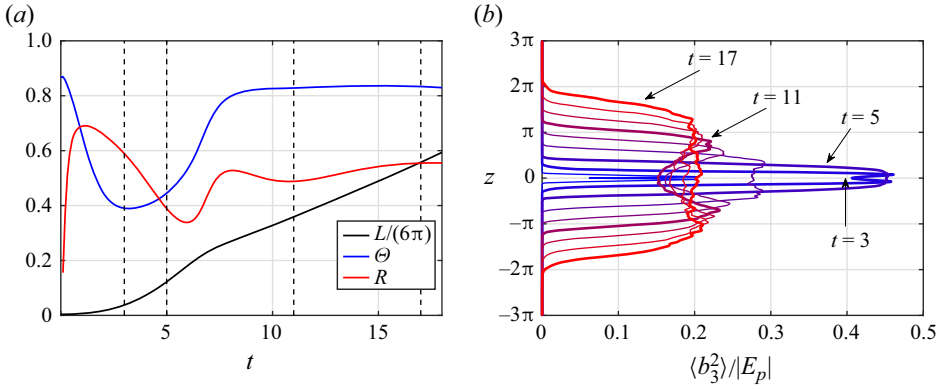 (a)
1.0
0.8
0.6
0.4
0.2
0
0 5 10 15
t
L/(6π)
Θ
R
(b)
3π
2π
π
z 0
−π
−2π
−3π
0 0.1 0.2 0.3 0.4 0.5
⟨b₃²⟩/|Eₚ|
t = 17
t = 11
t = 5
t = 3